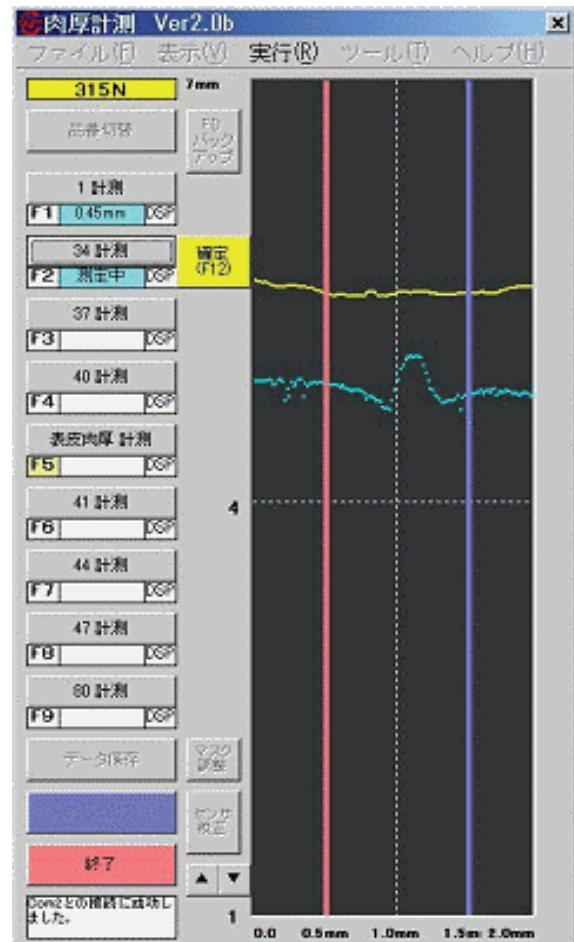 肉厚計測 Ver2.0b
ファイル(F) 表示(V) 実行(R) ツール(T) ヘルプ(H)
315N
7mm
品番切替
FD バックアップ
1 計測
F1 0.45mm DSP
34 計測
F2 測定中 DSP
確定 (F12)
37 計測
F3 DSP
40 計測
F4 DSP
表皮肉厚 計測
F5 DSP
41 計測
F6 DSP
4
44 計測
F7 DSP
47 計測
F8 DSP
80 計測
F9 DSP
データ保存
マスク調整
センサ校正
終了
▲ ▼
Com2との接続に成功しました。
1
0.0 0.5mm 1.0mm 1.5m 2.0mm